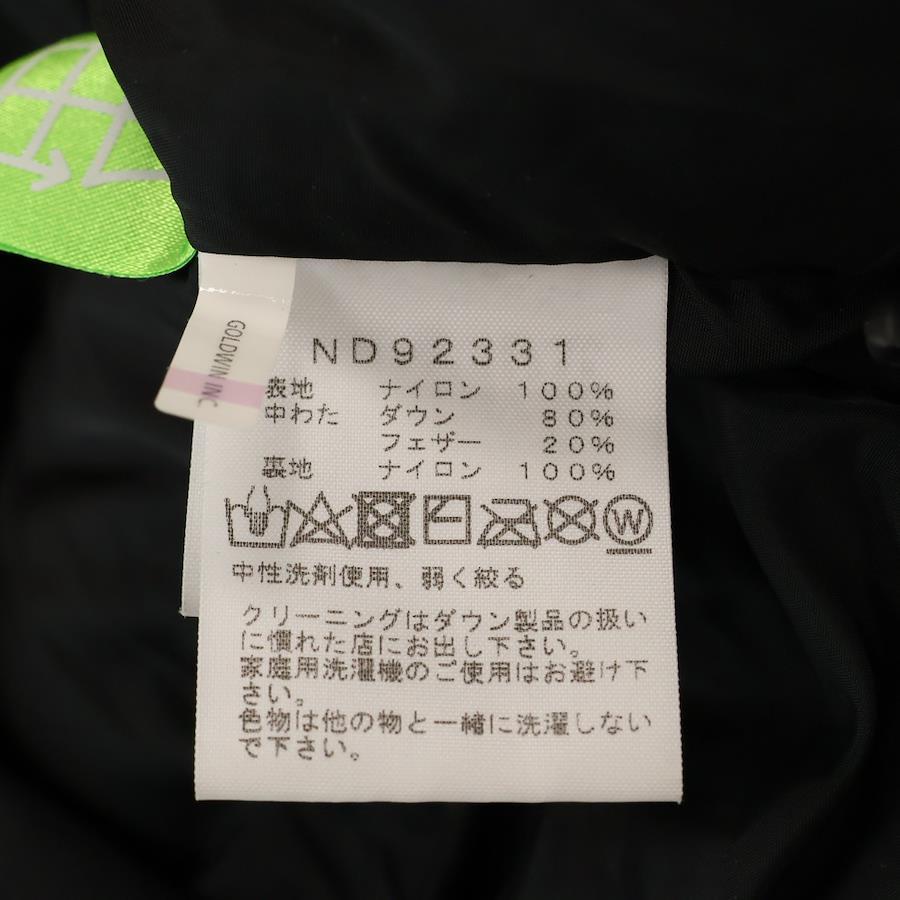 GOLDWIN INC
ND92331
表地 ナイロン 100%
中わた ダウン 80%
フェザー 20%
裏地 ナイロン 100%
W
中性洗剤使用、弱く絞る
クリーニングはダウン製品の扱い
に慣れた店にお出し下さい。
家庭用洗濯機のご使用はお避け下
さい。
色物は他の物と一緒に洗濯しない
で下さい。